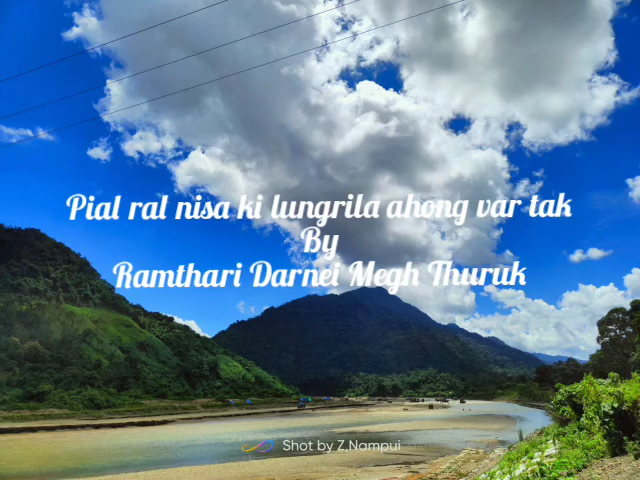 Pial ral nisa ki lungrila ahong var tak
By
Ramthari Darnei Megh Thuruk
Shot by Z,Nampui